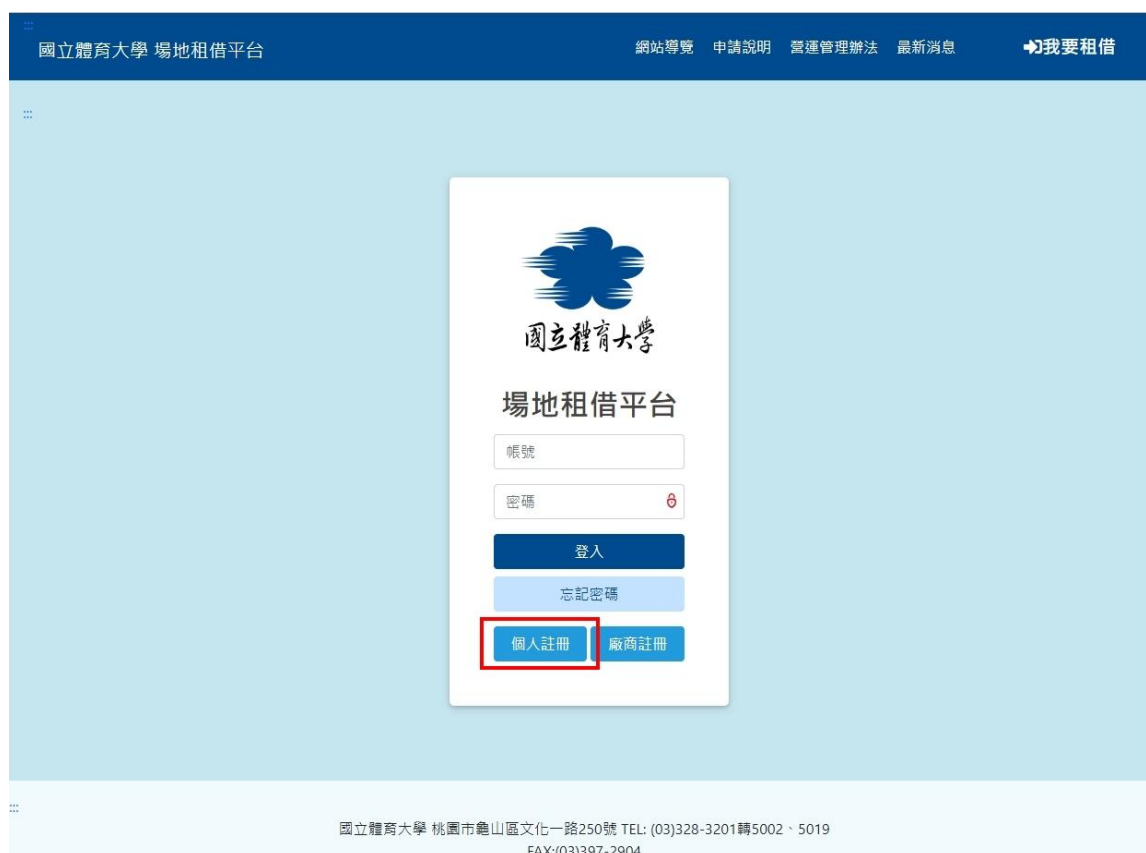 :::
國立體育大學 場地租借平台
網站導覽 申請說明 營運管理辦法 最新消息 我要租借
:::
國立體育大學
場地租借平台
帳號
密碼
登入
忘記密碼
個人註冊 廠商註冊
:::
國立體育大學 桃園市龜山區文化一路250號 TEL: (03)328-3201轉5002、5019
FAX:(03)397-2904